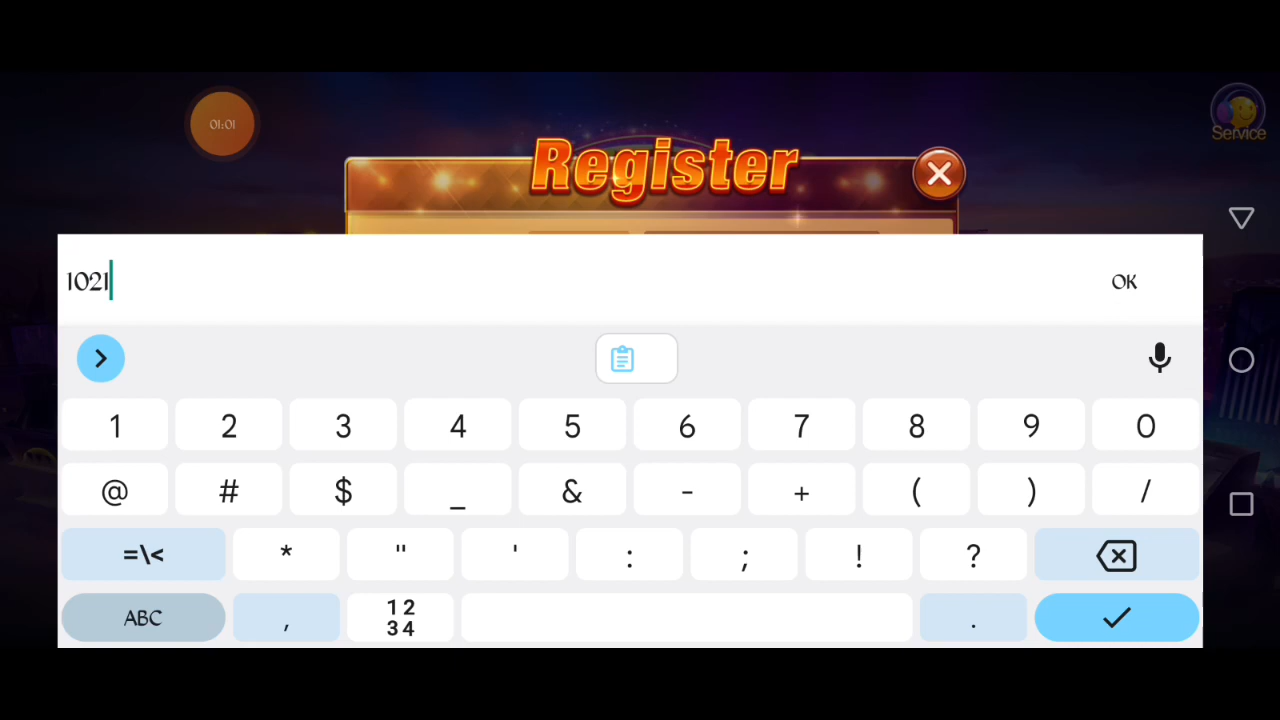 01:01
Service
Register
1021
OK
1 2 3 4 5 6 7 8 9 0
@ # $ _ & - + ( ) /
=\< * " ' : ; ! ?
ABC , 12 34 .